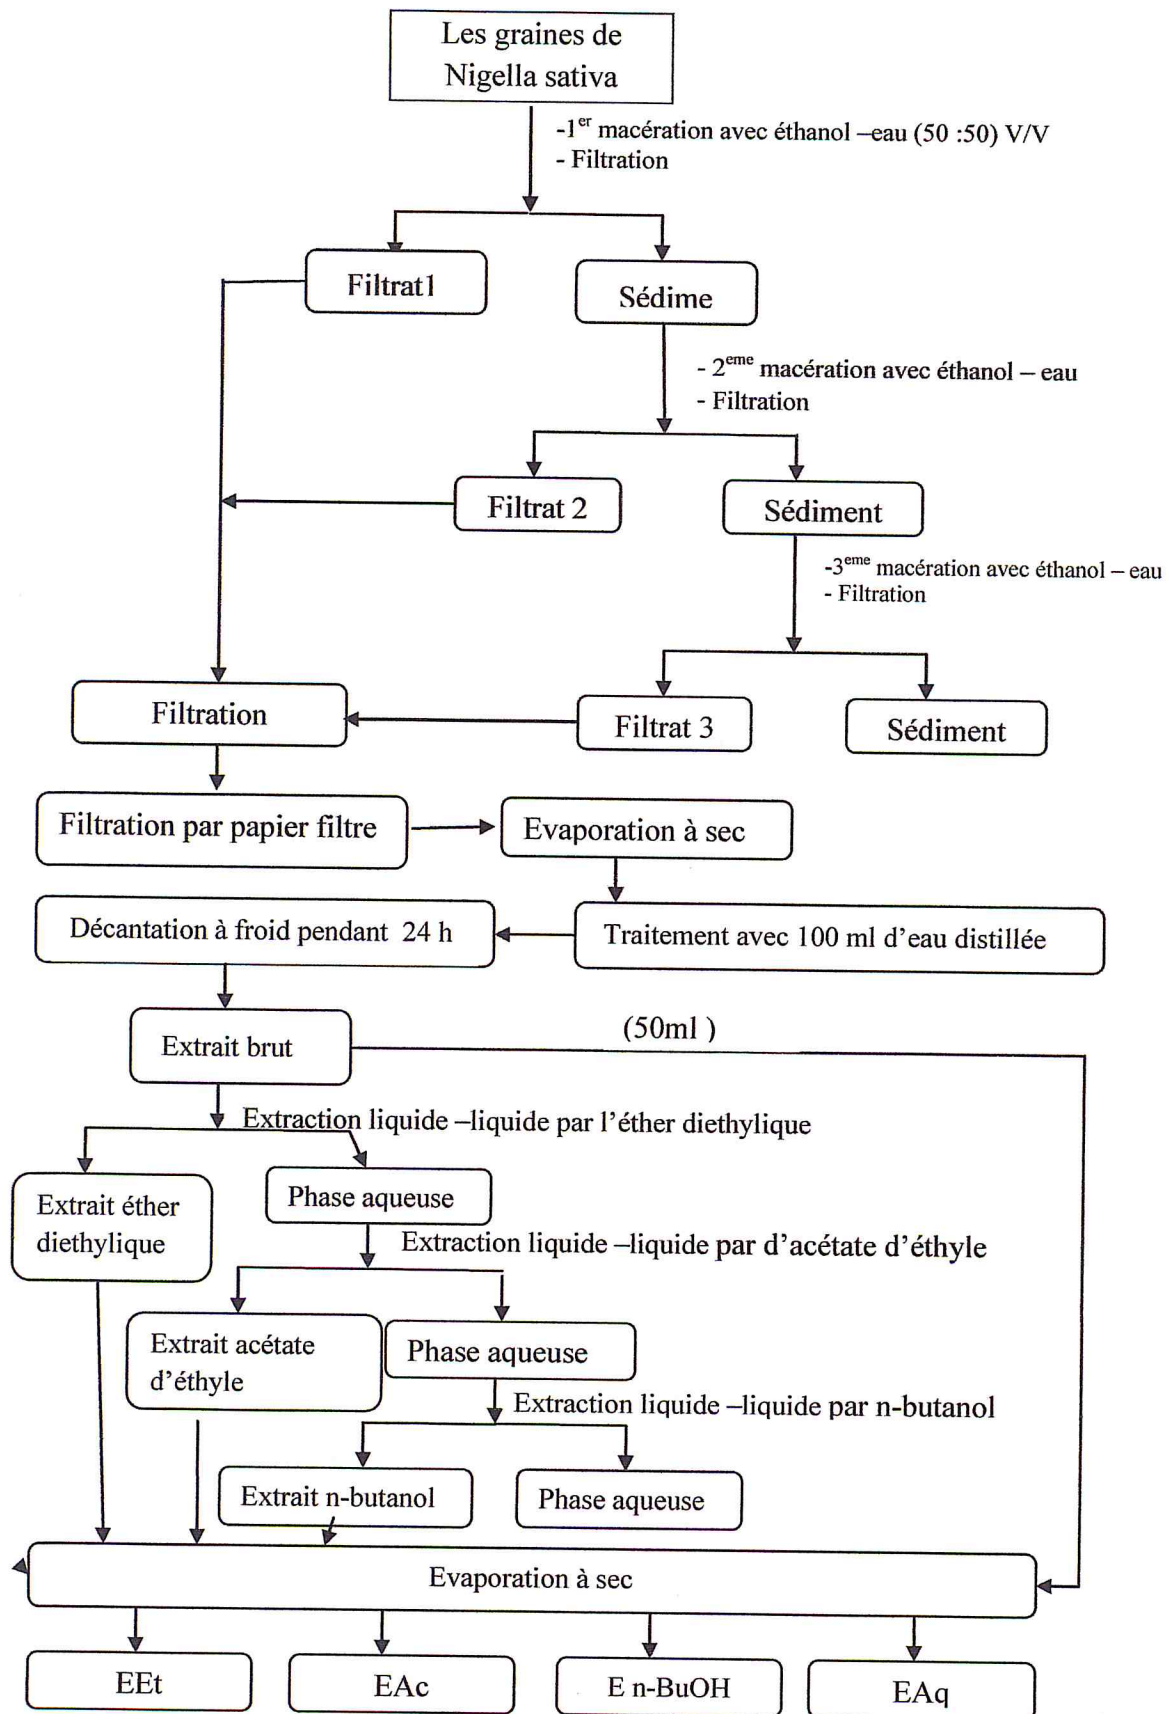 Les graines de
Nigella sativa
-1er macération avec éthanol –eau (50 :50) V/V
- Filtration
Filtrat1
Sédime
- 2eme macération avec éthanol – eau
- Filtration
Filtrat 2
Sédiment
-3eme macération avec éthanol – eau
- Filtration
Filtration
Filtrat 3
Sédiment
Filtration par papier filtre
Evaporation à sec
Décantation à froid pendant 24 h
Traitement avec 100 ml d'eau distillée
Extrait brut
(50ml )
Extraction liquide –liquide par l'éther diethylique
Extrait éther
diethylique
Phase aqueuse
Extraction liquide –liquide par d'acétate d'éthyle
Extrait acétate
d'éthyle
Phase aqueuse
Extraction liquide –liquide par n-butanol
Extrait n-butanol
Phase aqueuse
Evaporation à sec
EEt
EAc
E n-BuOH
EAq